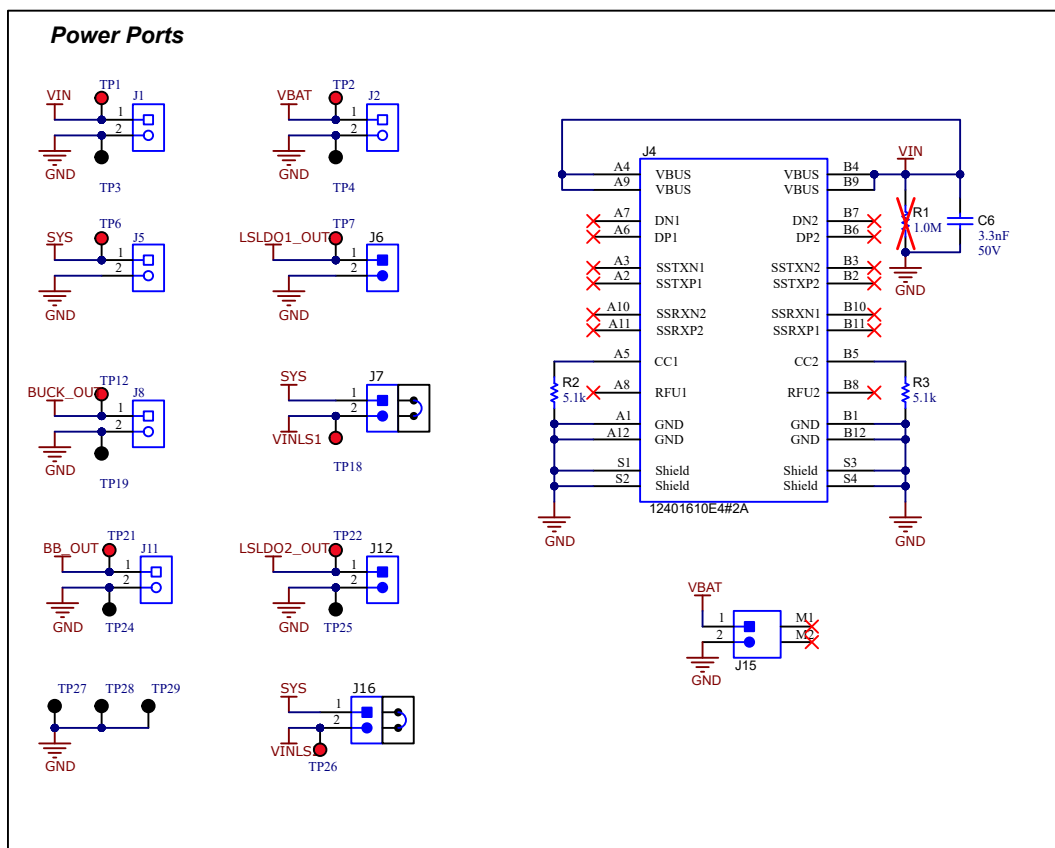 Power Ports
VIN
TP1
J1
1
2
GND
TP3
VBAT
TP2
J2
1
2
GND
TP4
SYS
TP6
J5
1
2
GND
LSLDO1_OUT
TP7
J6
1
2
GND
BUCK_OUT
TP12
J8
1
2
GND
TP19
SYS
J7
1
2
VINLS1
TP18
BB_OUT
TP21
J11
1
2
GND
TP24
LSLDO2_OUT
TP22
J12
1
2
GND
TP25
TP27
TP28
TP29
GND
SYS
J16
1
2
VINLS
TP26
J4
A4 VBUS VBUS B4
A9 VBUS VBUS B9
A7 DN1 DN2 B7
A6 DP1 DP2 B6
A3 SSTXN1 SSTXN2 B3
A2 SSTXP1 SSTXP2 B2
A10 SSRXN2 SSRXN1 B10
A11 SSRXP2 SSRXP1 B11
A5 CC1 CC2 B5
A8 RFU1 RFU2 B8
A1 GND GND B1
A12 GND GND B12
S1 Shield Shield S3
S2 Shield Shield S4
12401610E4#2A
R2
5.1k
GND
R3
5.1k
GND
VIN
R1
1.0M
C6
3.3nF
50V
GND
VBAT
1
2
M1
M2
J15
GND